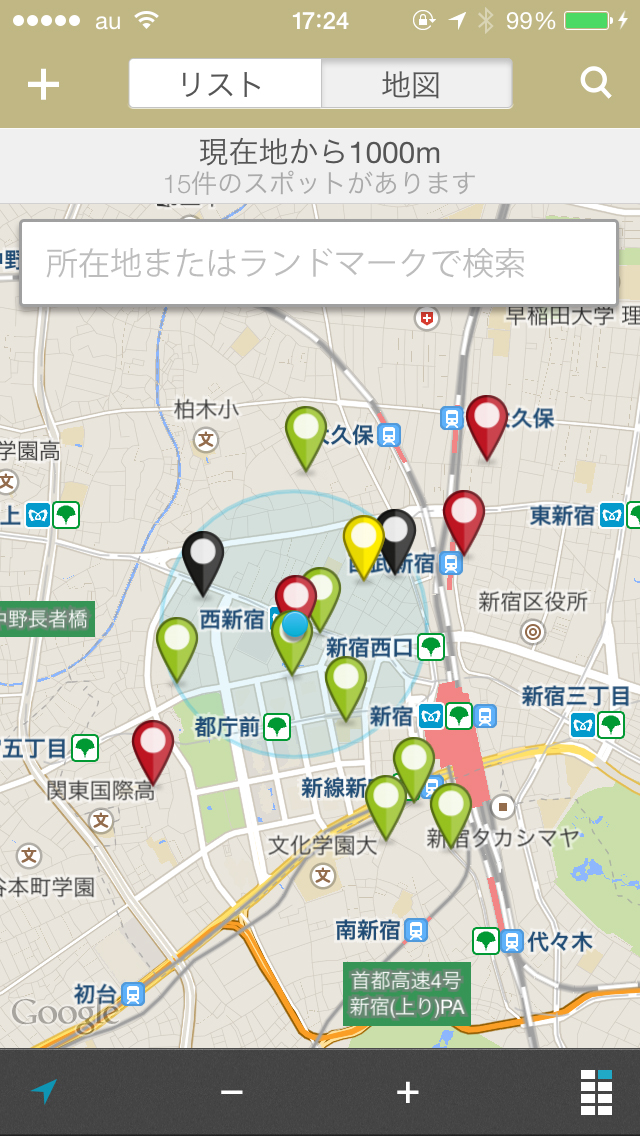 au 17:24 99%
+ リスト 地図
現在地から1000m
15件のスポットがあります
所在地またはランドマークで検索
早稲田大学 理
柏木小
文
久保
久保
学園高
文
上
東新宿
新宿
西新宿
新宿区役所
中野長者橋
新宿西口
新宿三丁目
新宿
都庁前
五丁目
新線新
関東国際高
文
新宿タカシマヤ
文化学園大
文
文
谷本町学園
南新宿
代々木
首都高速4号
新宿(上り)PA
初台
Google
− +